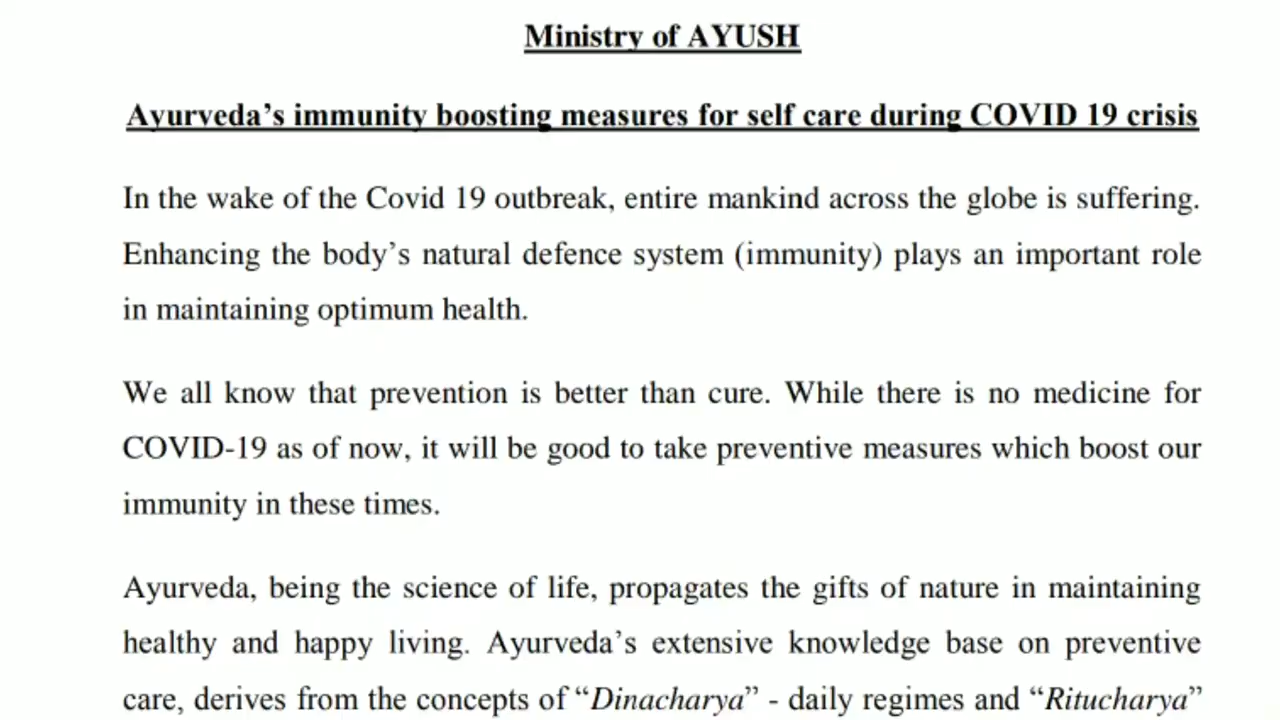 Ministry of AYUSH
Ayurveda’s immunity boosting measures for self care during COVID 19 crisis
In the wake of the Covid 19 outbreak, entire mankind across the globe is suffering.
Enhancing the body’s natural defence system (immunity) plays an important role
in maintaining optimum health.
We all know that prevention is better than cure. While there is no medicine for
COVID-19 as of now, it will be good to take preventive measures which boost our
immunity in these times.
Ayurveda, being the science of life, propagates the gifts of nature in maintaining
healthy and happy living. Ayurveda’s extensive knowledge base on preventive
care, derives from the concepts of “Dinacharya” - daily regimes and “Ritucharya”